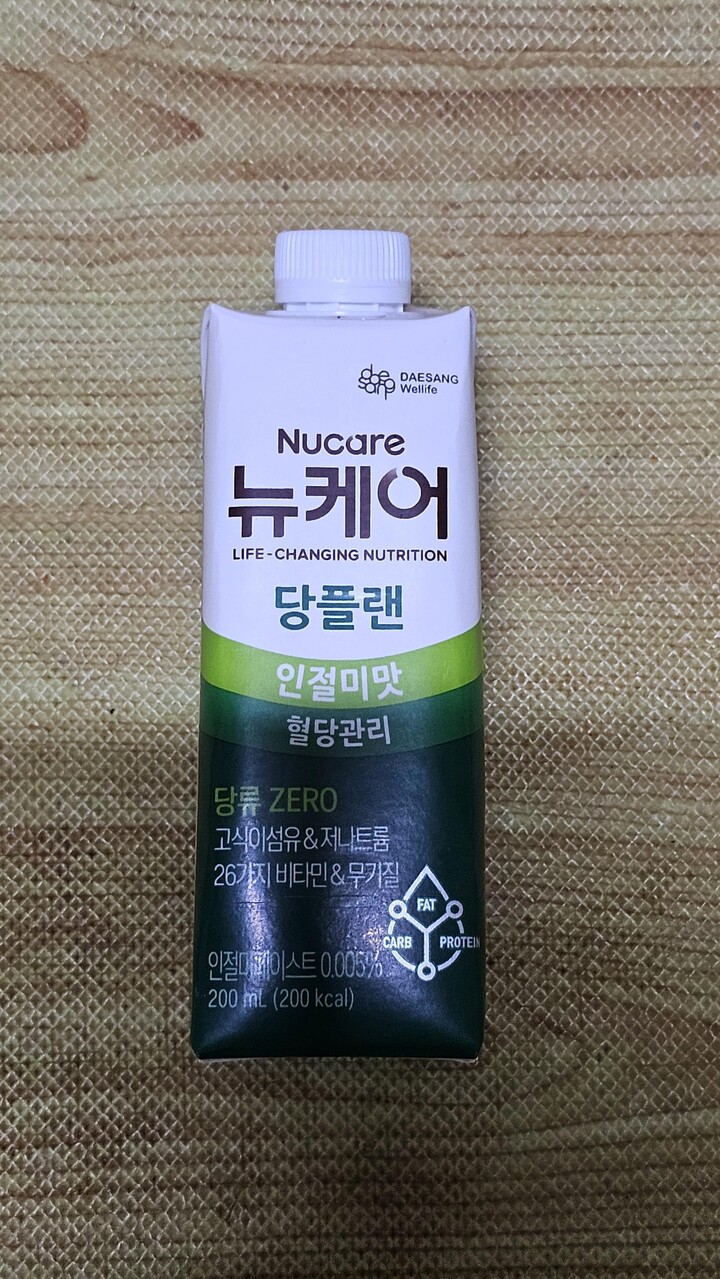 daesang
DAESANG
Wellife
Nucare
뉴케어
LIFE-CHANGING NUTRITION
당플랜
인절미맛
혈당관리
당류 ZERO
고식이섬유&저나트륨
26가지 비타민&무기질
FAT
CARB PROTEIN
인절미페이스트 0.005%
200 mL (200 kcal)